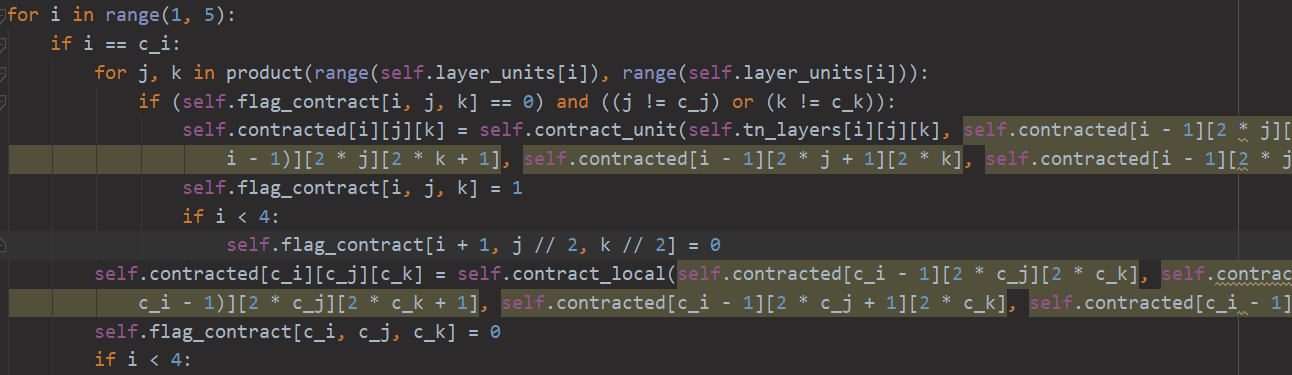 for i in range(1, 5):
    if i == c_i:
        for j, k in product(range(self.layer_units[i]), range(self.layer_units[i])):
            if (self.flag_contract[i, j, k] == 0) and ((j != c_j) or (k != c_k)):
                self.contracted[i][j][k] = self.contract_unit(self.tn_layers[i][j][k], self.contracted[i - 1][2 * j][
                    i - 1)][2 * j][2 * k + 1], self.contracted[i - 1][2 * j + 1][2 * k], self.contracted[i - 1][2 * j
                self.flag_contract[i, j, k] = 1
                if i < 4:
                    self.flag_contract[i + 1, j // 2, k // 2] = 0
        self.contracted[c_i][c_j][c_k] = self.contract_local(self.contracted[c_i - 1][2 * c_j][2 * c_k], self.contrac
            c_i - 1)][2 * c_j][2 * c_k + 1], self.contracted[c_i - 1][2 * c_j + 1][2 * c_k], self.contracted[c_i - 1]
        self.flag_contract[c_i, c_j, c_k] = 0
        if i < 4: